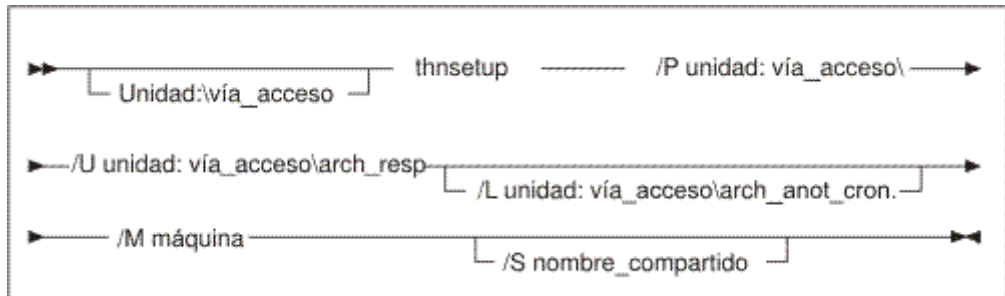 thnsetup /P unidad: vía_acceso\
Unidad:\vía_acceso
/U unidad: vía_acceso\arch_resp
/L unidad: vía_acceso\arch_anot_cron.
/M máquina
/S nombre_compartido